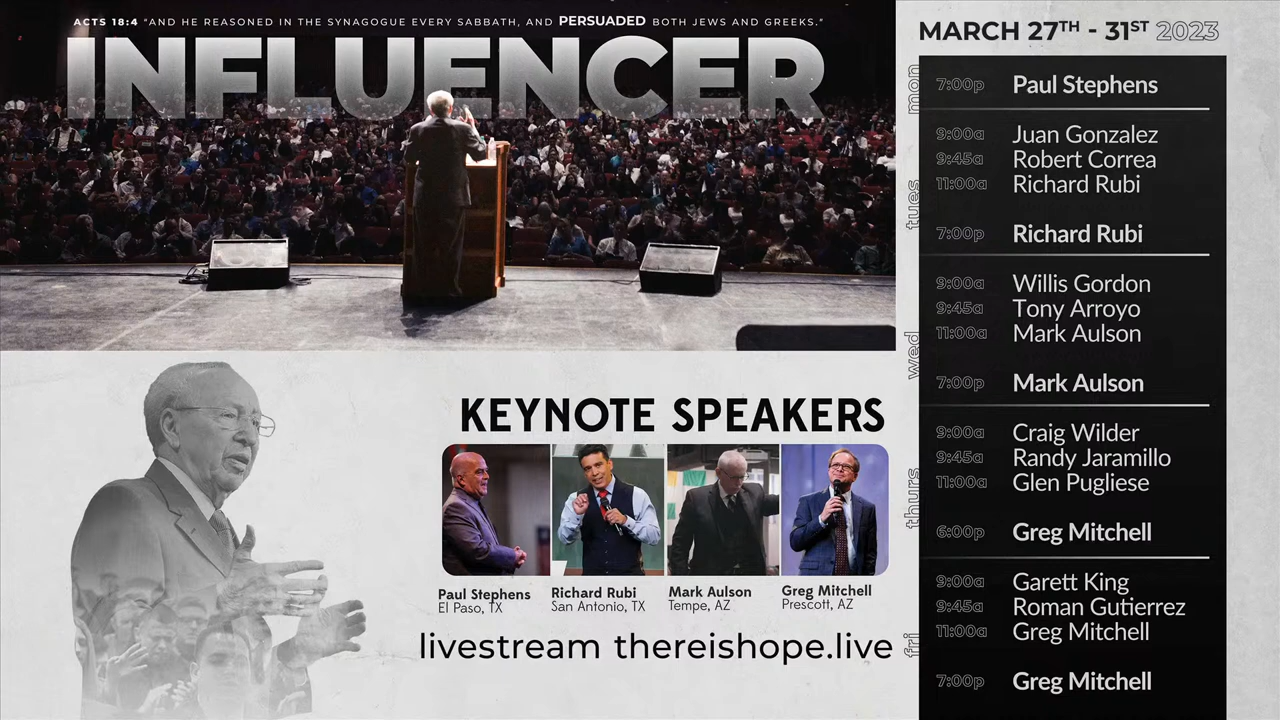 ACTS 18:4 "AND HE REASONED IN THE SYNAGOGUE EVERY SABBATH, AND PERSUADED BOTH JEWS AND GREEKS."
INFLUENCER
KEYNOTE SPEAKERS
Paul Stephens
El Paso, TX
Richard Rubi
San Antonio, TX
Mark Aulson
Tempe, AZ
Greg Mitchell
Prescott, AZ
livestream thereishope.live
MARCH 27TH - 31ST 2023
mon
7:00p Paul Stephens
tues
9:00a Juan Gonzalez
9:45a Robert Correa
11:00a Richard Rubi
7:00p Richard Rubi
wed
9:00a Willis Gordon
9:45a Tony Arroyo
11:00a Mark Aulson
7:00p Mark Aulson
thurs
9:00a Craig Wilder
9:45a Randy Jaramillo
11:00a Glen Pugliese
6:00p Greg Mitchell
fri
9:00a Garett King
9:45a Roman Gutierrez
11:00a Greg Mitchell
7:00p Greg Mitchell